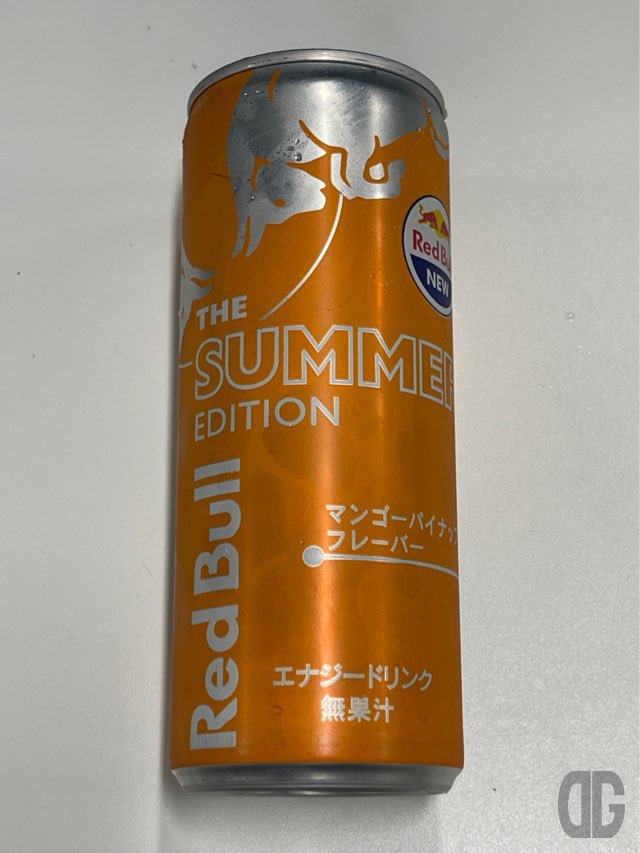 Red
NEW
THE
SUMMER
EDITION
Red Bull
マンゴーパイナップ
フレーバー
エナジードリンク
無果汁
DG